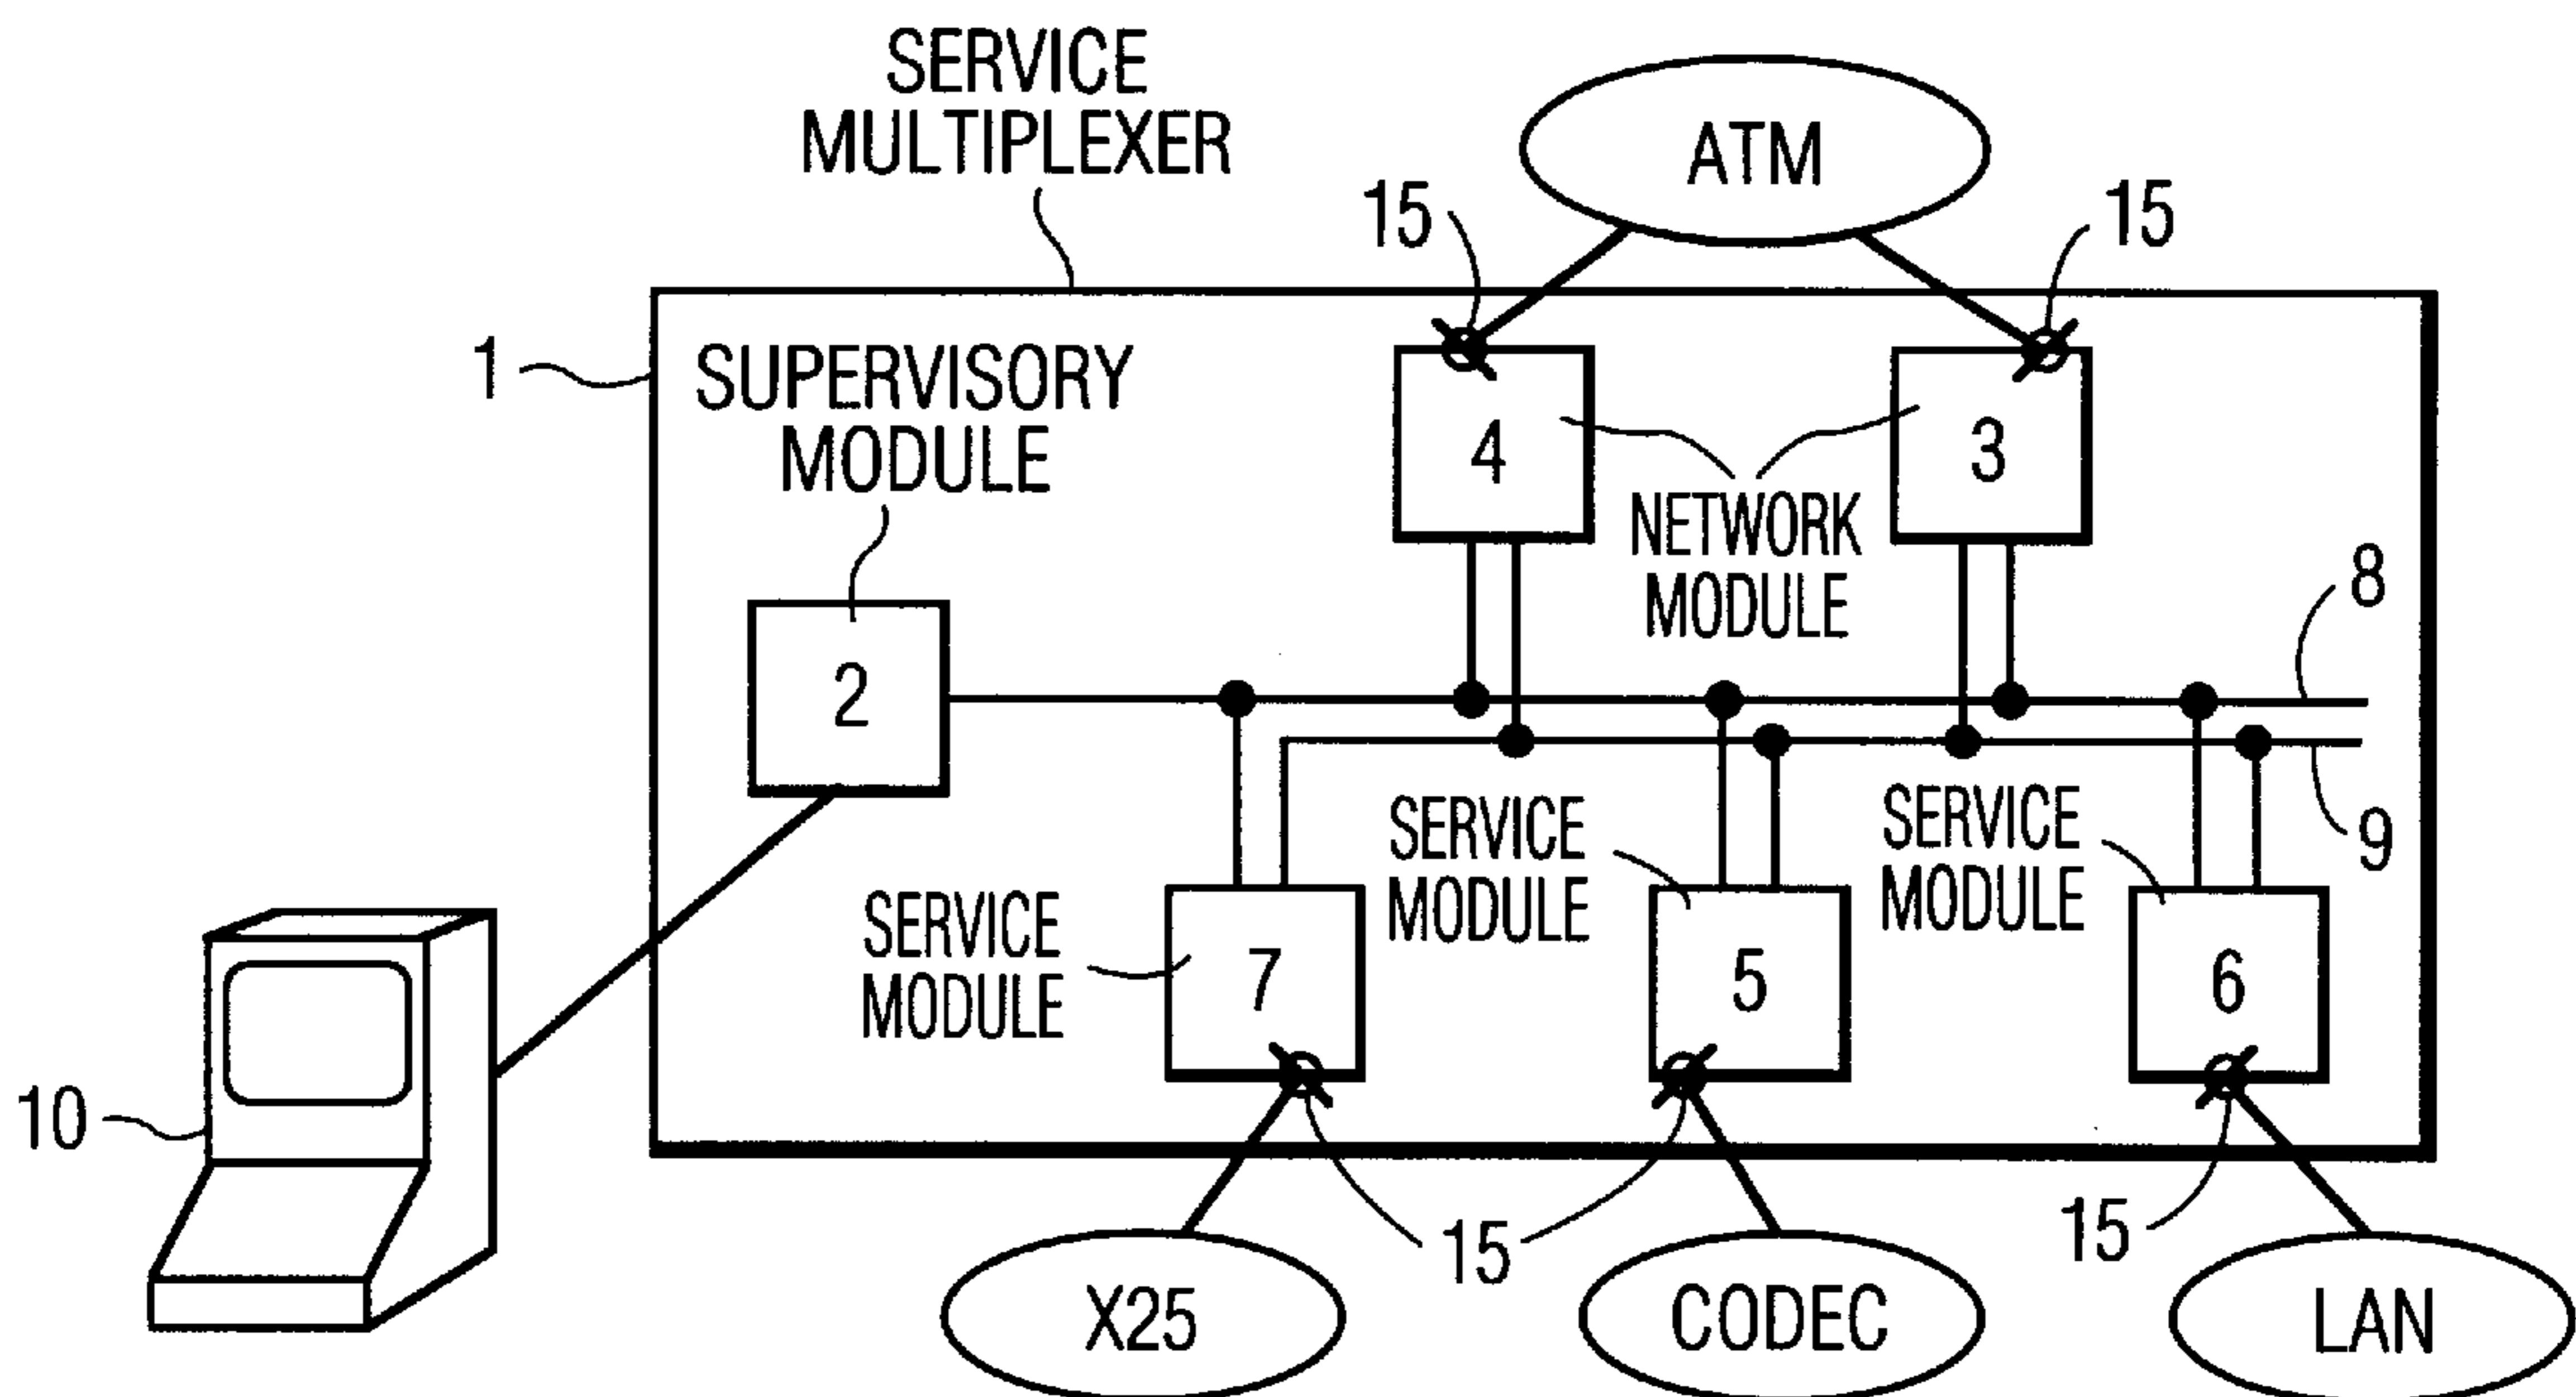 SERVICE
MULTIPLEXER
ATM
15
15
1
SUPERVISORY
MODULE
4
3
NETWORK
MODULE
8
2
9
SERVICE
MODULE
SERVICE
MODULE
SERVICE
MODULE
7
5
6
10
15
15
X25
CODEC
LAN